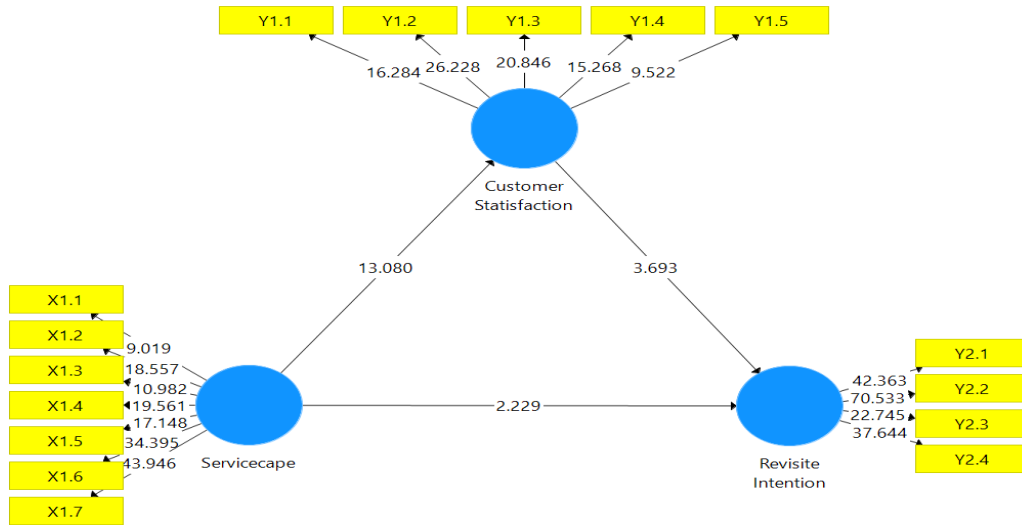 Y1.1 Y1.2 Y1.3 Y1.4 Y1.5
16.284 26.228 20.846 15.268 9.522
Customer
Statisfaction
13.080 3.693
X1.1
X1.2
X1.3
X1.4
X1.5
X1.6
X1.7
9.019
18.557
10.982
19.561
17.148
34.395
43.946
Servicecape
2.229
42.363
70.533
22.745
37.644
Y2.1
Y2.2
Y2.3
Y2.4
Revisite
Intention